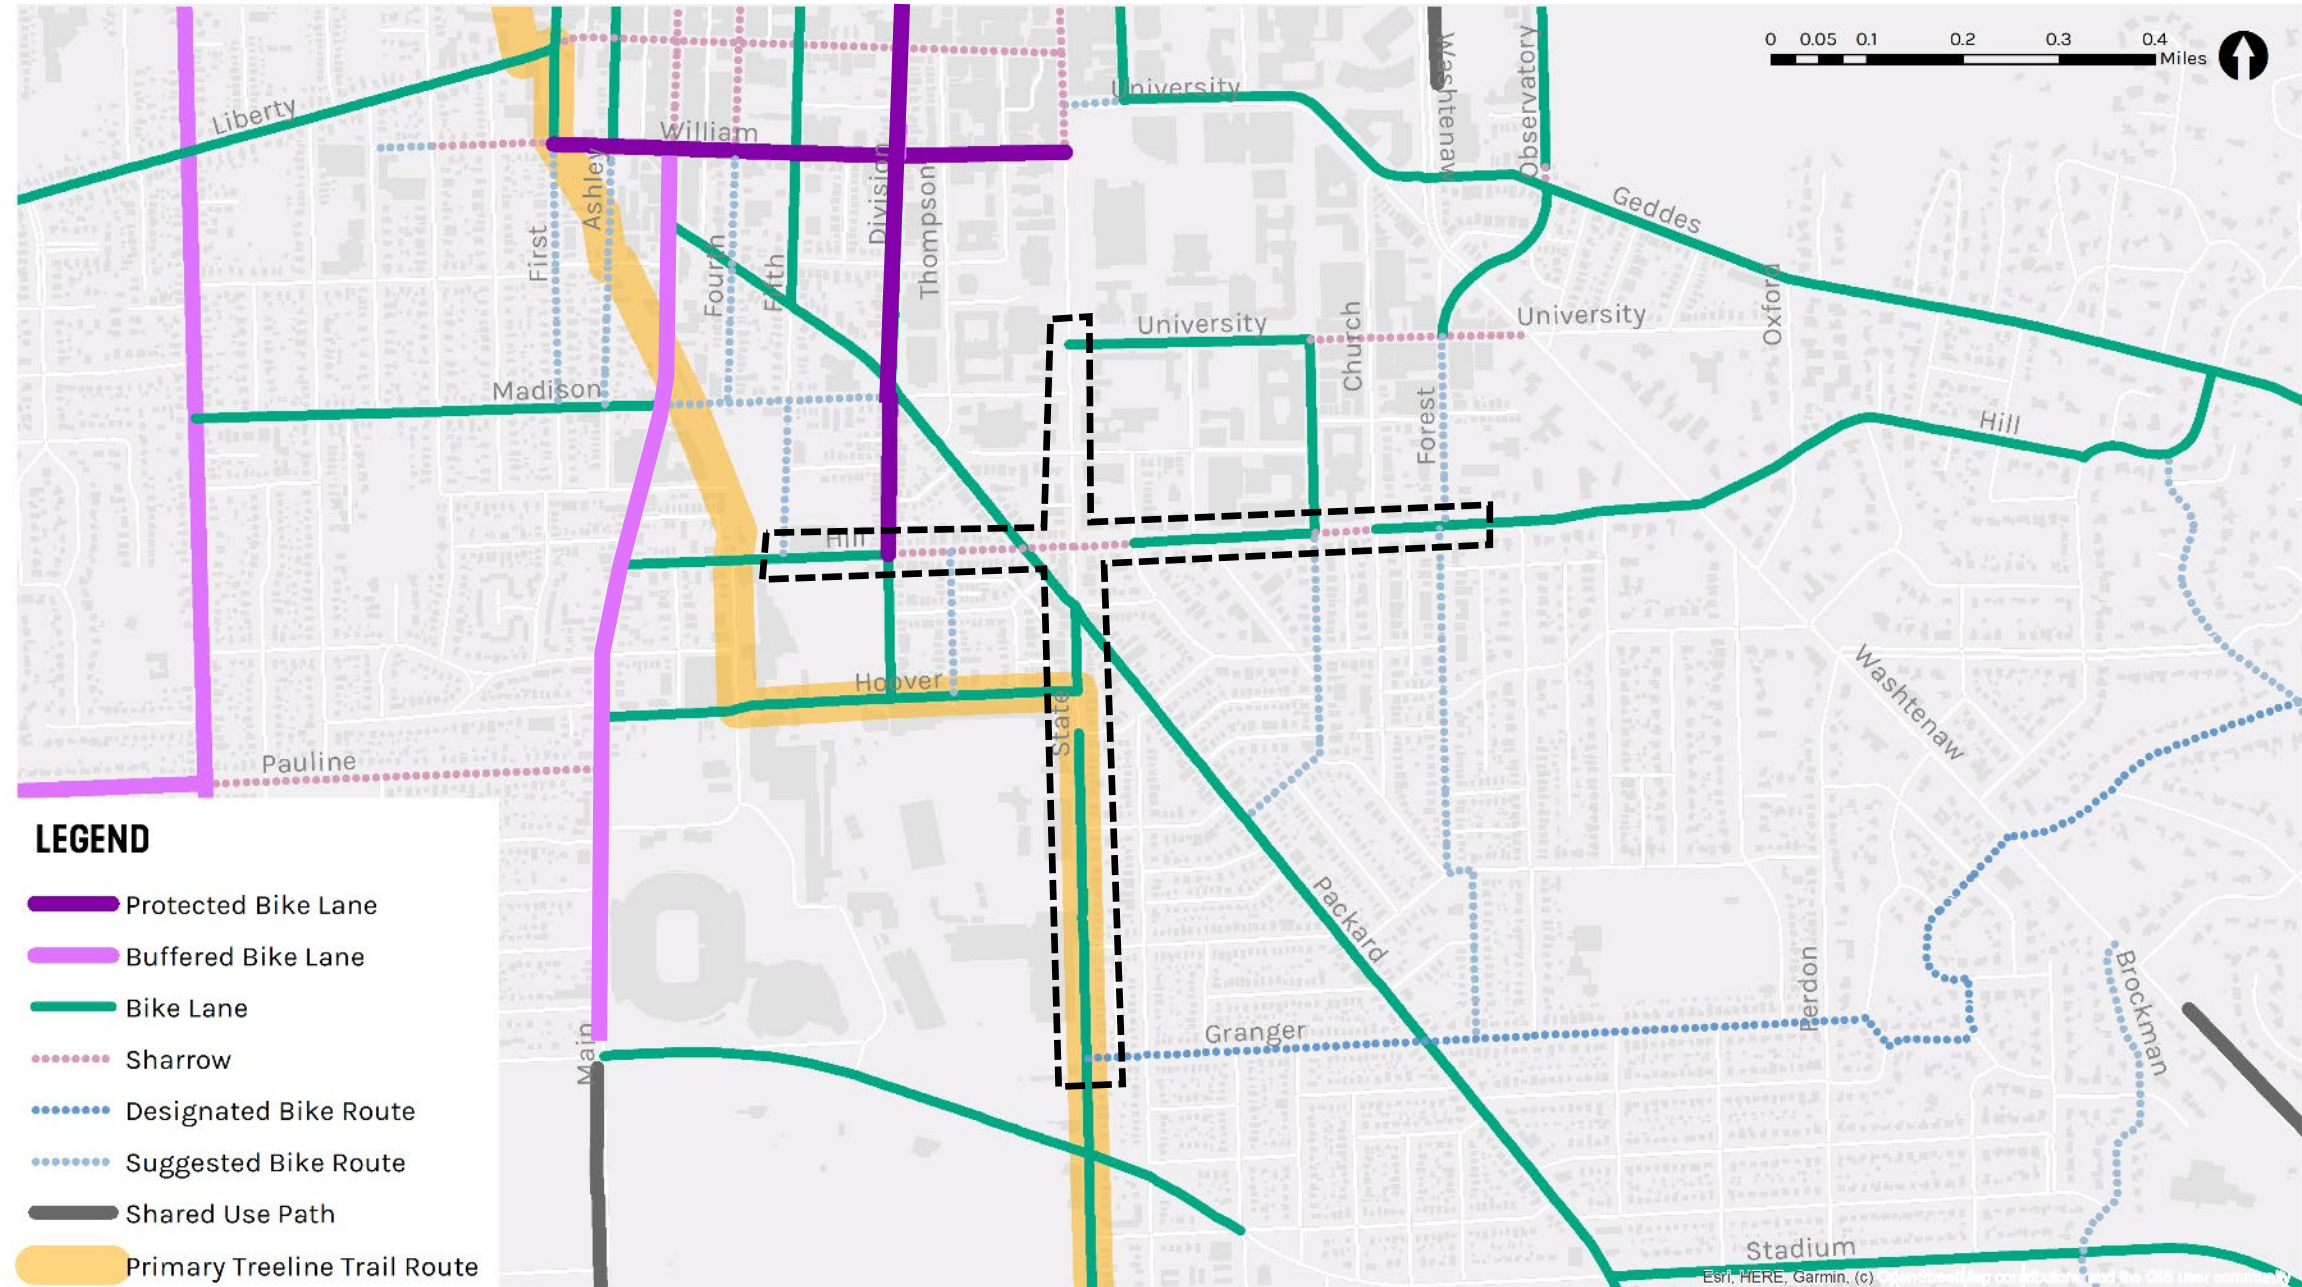 0 0.05 0.1 0.2 0.3 0.4
Miles
Liberty
University
Washtenaw
Observatory
William
Ashley
Division
Thompson
Geddes
First
Fourth
Fifth
University
Church
University
Oxford
Madison
Forest
Hill
Hill
Hoover
State
Washtenaw
Pauline
LEGEND
Protected Bike Lane
Buffered Bike Lane
Bike Lane
Sharrow
Designated Bike Route
Suggested Bike Route
Shared Use Path
Primary Treeline Trail Route
Packard
Perdon
Brockman
Granger
Main
Stadium
Esri, HERE, Garmin, (c)